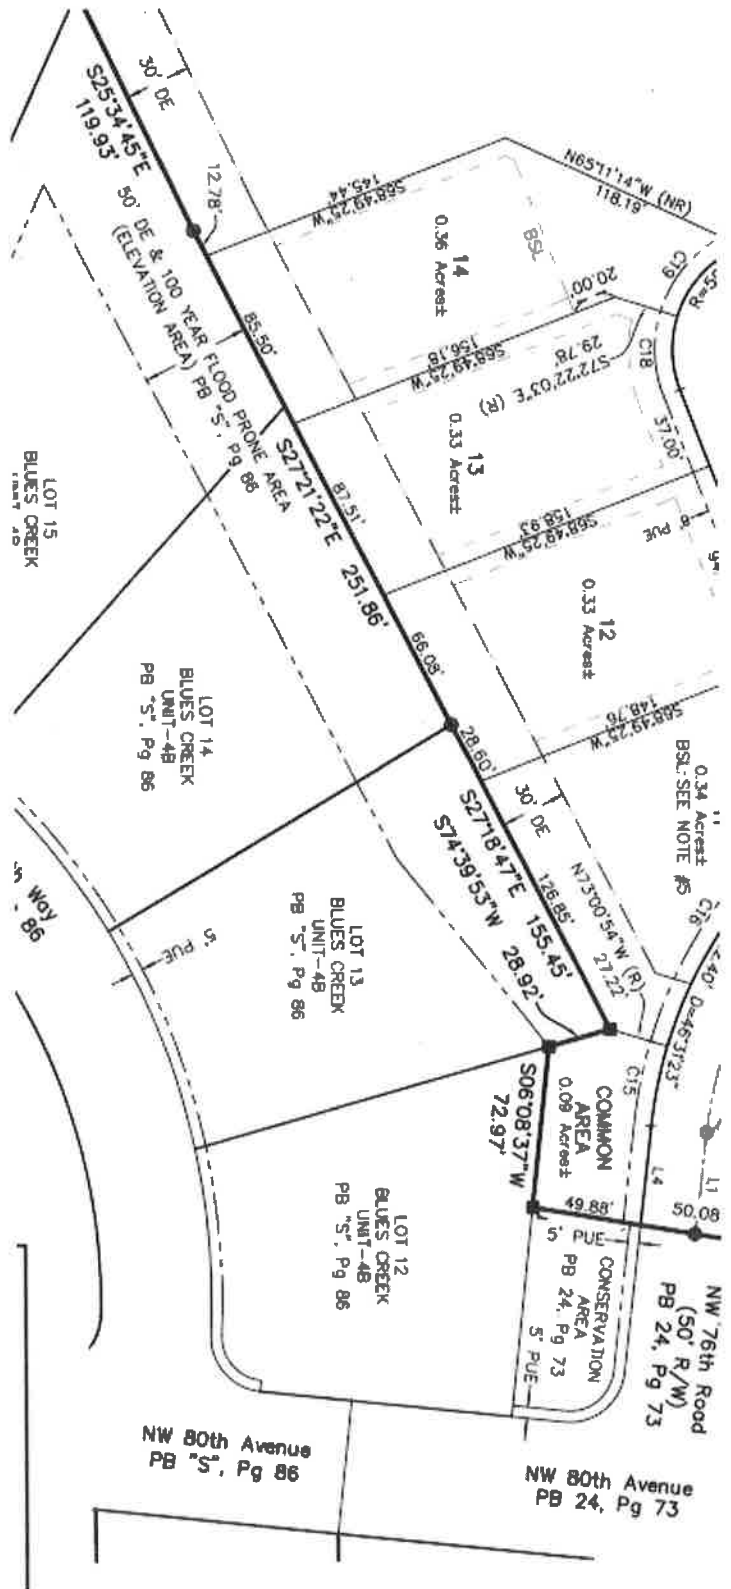 30' DE
S25°34'45"E
119.93'
12.78'
50' DE & 100 YEAR FLOOD PRONE AREA
(ELEVATION AREA) PB "S", Pg 86
S68°49'25"W
145.44
N65°11'14"W (NR)
118.19
14
0.36 Acres±
BSL
20.00'
C19
C18
S72°22'03"E (R)
29.78'
S68°49'25"W
156.18
37.00'
85.50'
13
0.33 Acres±
S27°21'22"E 251.86'
87.51'
S68°49'25"W
158.93
8' PUE
12
0.33 Acres±
66.08'
S68°49'25"W
148.76
28.60'
11
0.34 Acres±
BSL-SEE NOTE #5
30' DE
S27°18'47"E 155.45'
126.85'
S74°39'53"W 28.92'
N73°00'54"W (R)
27.22'
C16
D=46°31'23"
C15
L4
L1
COMMON
AREA
0.09 Acres±
S06°08'37"W
72.97'
49.88'
50.08
5' PUE
CONSERVATION
AREA
PB 24, Pg 73
5' PUE
NW 76th Road
(50' R/W)
PB 24, Pg 73
LOT 15
BLUES CREEK
LOT 14
BLUES CREEK
UNIT-4B
PB "S", Pg 86
LOT 13
BLUES CREEK
UNIT-4B
PB "S", Pg 86
5' PUE
Way
86
LOT 12
BLUES CREEK
UNIT-4B
PB "S", Pg 86
NW 80th Avenue
PB "S", Pg 86
NW 80th Avenue
PB 24, Pg 73